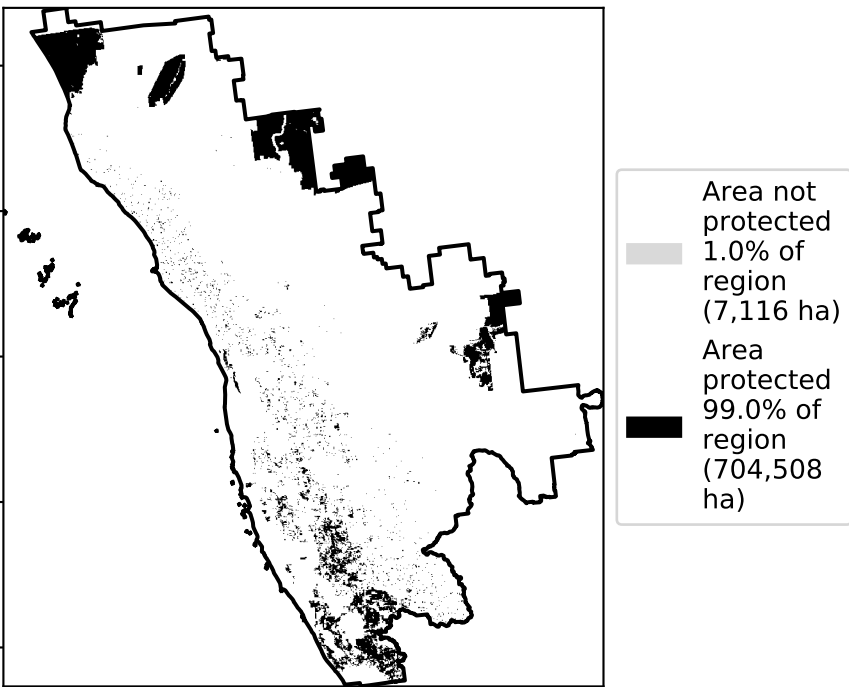 Area not
protected
1.0% of
region
(7,116 ha)
Area
protected
99.0% of
region
(704,508
ha)